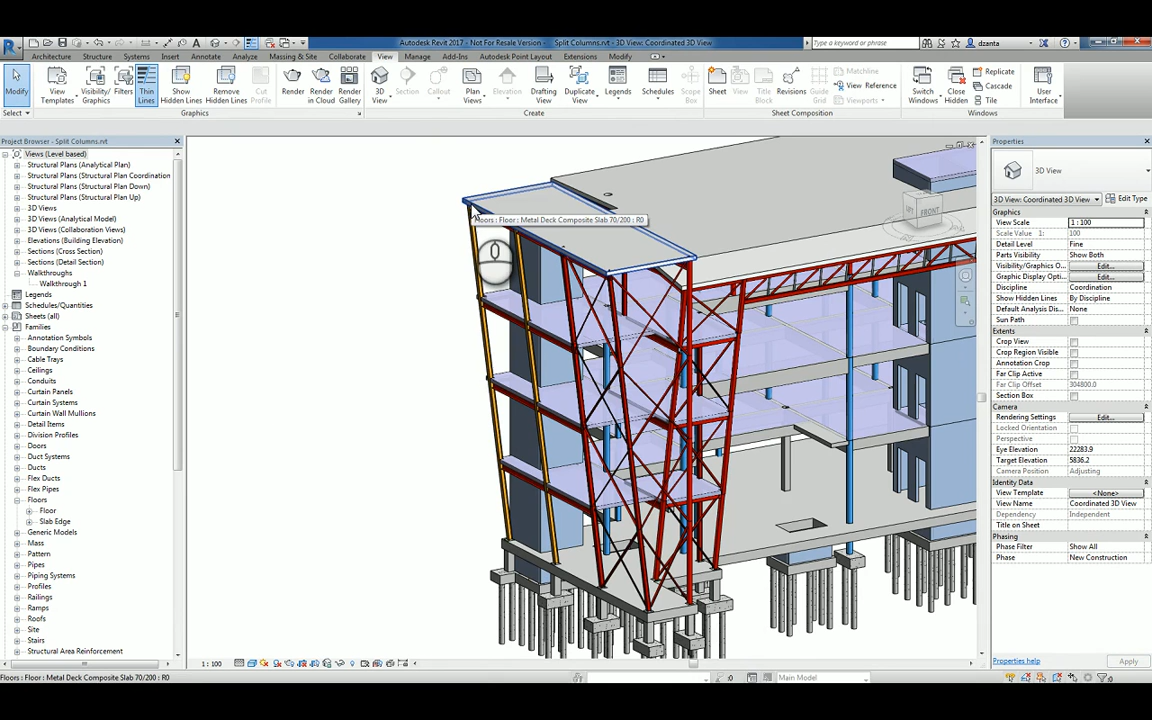 Autodesk Revit 2017 - Not For Resale Version - Split Columns.rvt - 3D View: Coordinated 3D View
Type a keyword or phrase
dzanta
Architecture Structure Systems Insert Annotate Analyze Massing & Site Collaborate View Manage Add-Ins Autodesk Point Layout Extensions Modify
Modify
View Templates
Visibility/ Graphics
Filters
Thin Lines
Show Hidden Lines
Remove Hidden Lines
Cut Profile
Render
Render in Cloud
Render Gallery
3D View
Section
Callout
Plan Views
Elevation
Drafting View
Duplicate View
Legends
Schedules
Scope Box
Sheet
View
Title Block
Revisions
Guide Grid
Matchline
View Reference
Viewports
Switch Windows
Close Hidden
Replicate
Cascade
Tile
User Interface
Select
Graphics
Create
Sheet Composition
Windows
Project Browser - Split Columns.rvt
Views (Level based)
Structural Plans (Analytical Plan)
Structural Plans (Structural Plan Coordination
Structural Plans (Structural Plan Down)
Structural Plans (Structural Plan Up)
3D Views
3D Views (Analytical Model)
3D Views (Collaboration Views)
Elevations (Building Elevation)
Sections (Cross Section)
Sections (Detail Section)
Walkthroughs
Walkthrough 1
Legends
Schedules/Quantities
Sheets (all)
Families
Annotation Symbols
Boundary Conditions
Cable Trays
Ceilings
Conduits
Curtain Panels
Curtain Systems
Curtain Wall Mullions
Detail Items
Division Profiles
Doors
Duct Systems
Ducts
Flex Ducts
Flex Pipes
Floors
Floor
Slab Edge
Generic Models
Mass
Pattern
Pipes
Piping Systems
Profiles
Railings
Ramps
Roofs
Site
Stairs
Structural Area Reinforcement
Floors : Floor : Metal Deck Composite Slab 70/200 : R0
FRONT
Properties
3D View
3D View: Coordinated 3D View
Edit Type
Graphics
View Scale 1 : 100
Scale Value 1: 100
Detail Level Fine
Parts Visibility Show Both
Visibility/Graphics O... Edit...
Graphic Display Opti... Edit...
Discipline Coordination
Show Hidden Lines By Discipline
Default Analysis Dis... None
Sun Path
Extents
Crop View
Crop Region Visible
Annotation Crop
Far Clip Active
Far Clip Offset 304800.0
Section Box
Camera
Rendering Settings Edit...
Locked Orientation
Perspective
Eye Elevation 22283.9
Target Elevation 5836.2
Camera Position Adjusting
Identity Data
View Template <None>
View Name Coordinated 3D View
Dependency Independent
Title on Sheet
Phasing
Phase Filter Show All
Phase New Construction
Properties help
Apply
1 : 100
Floors : Floor : Metal Deck Composite Slab 70/200 : R0
:0
Main Model
:0